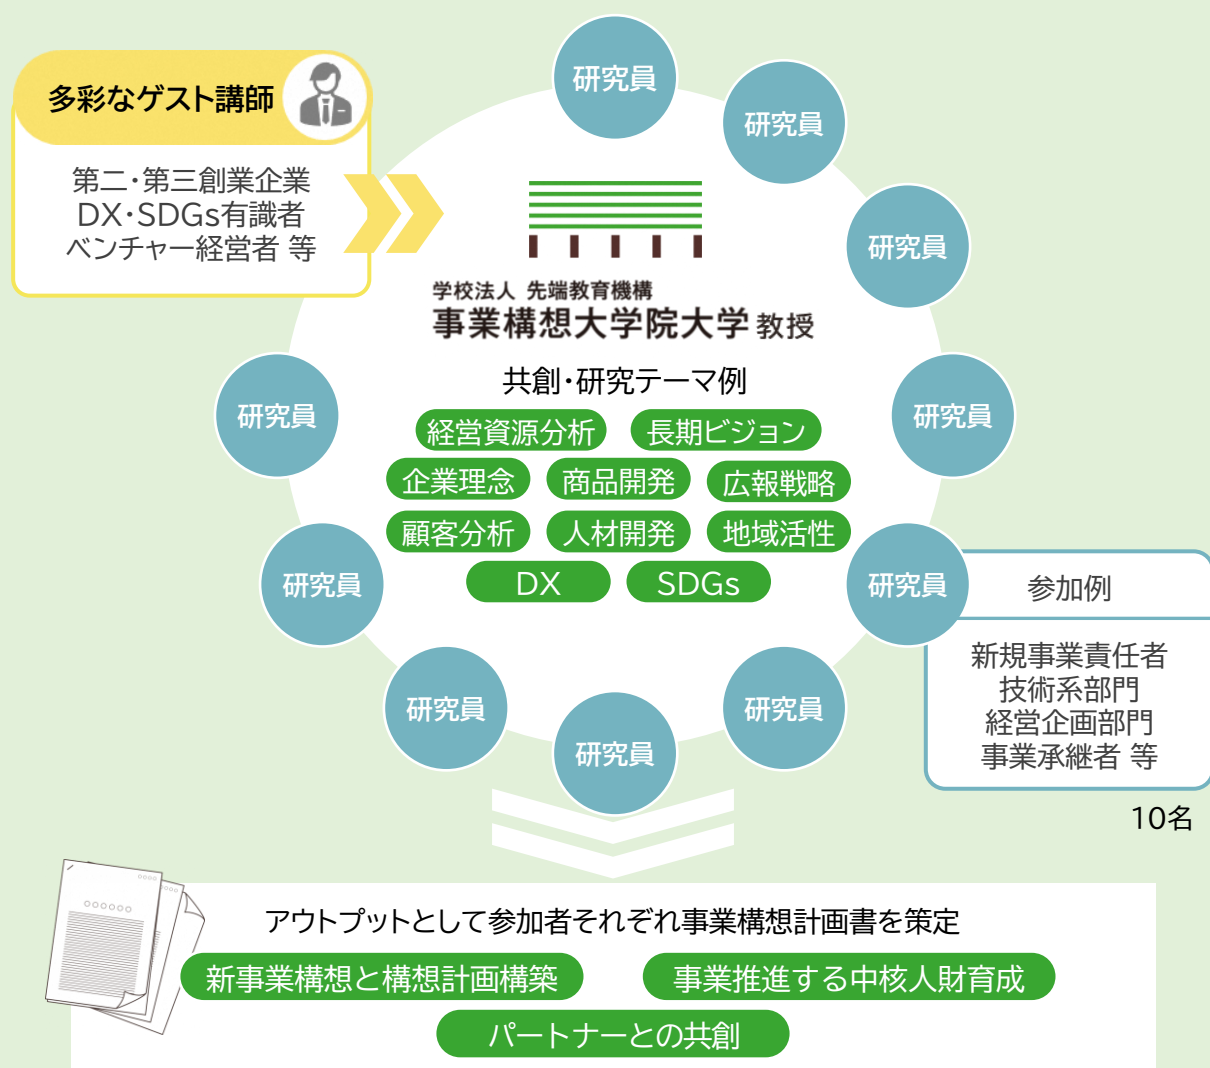 研究員
研究員
多彩なゲスト講師
第二・第三創業企業
DX・SDGs有識者
ベンチャー経営者 等
研究員
学校法人 先端教育機構
事業構想大学院大学 教授
共創・研究テーマ例
研究員
研究員
経営資源分析
長期ビジョン
企業理念
商品開発
広報戦略
顧客分析
人材開発
地域活性
DX
SDGs
研究員
研究員
参加例
新規事業責任者
技術系部門
経営企画部門
事業承継者 等
研究員
研究員
研究員
10名
アウトプットとして参加者それぞれ事業構想計画書を策定
新事業構想と構想計画構築
事業推進する中核人財育成
パートナーとの共創